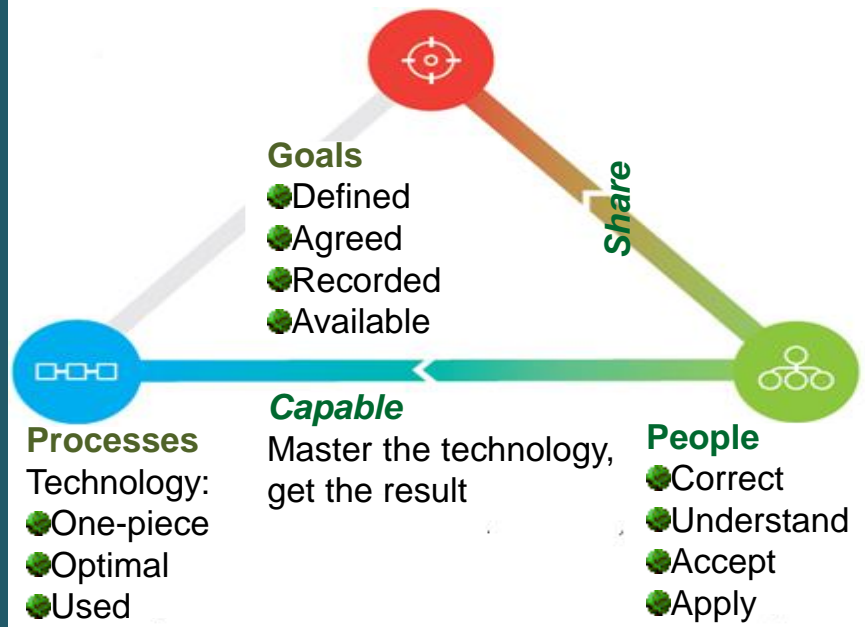 Share
Goals
Defined
Agreed
Recorded
Available
Capable
Master the technology,
get the result
Processes
Technology:
One-piece
Optimal
Used
People
Correct
Understand
Accept
Apply